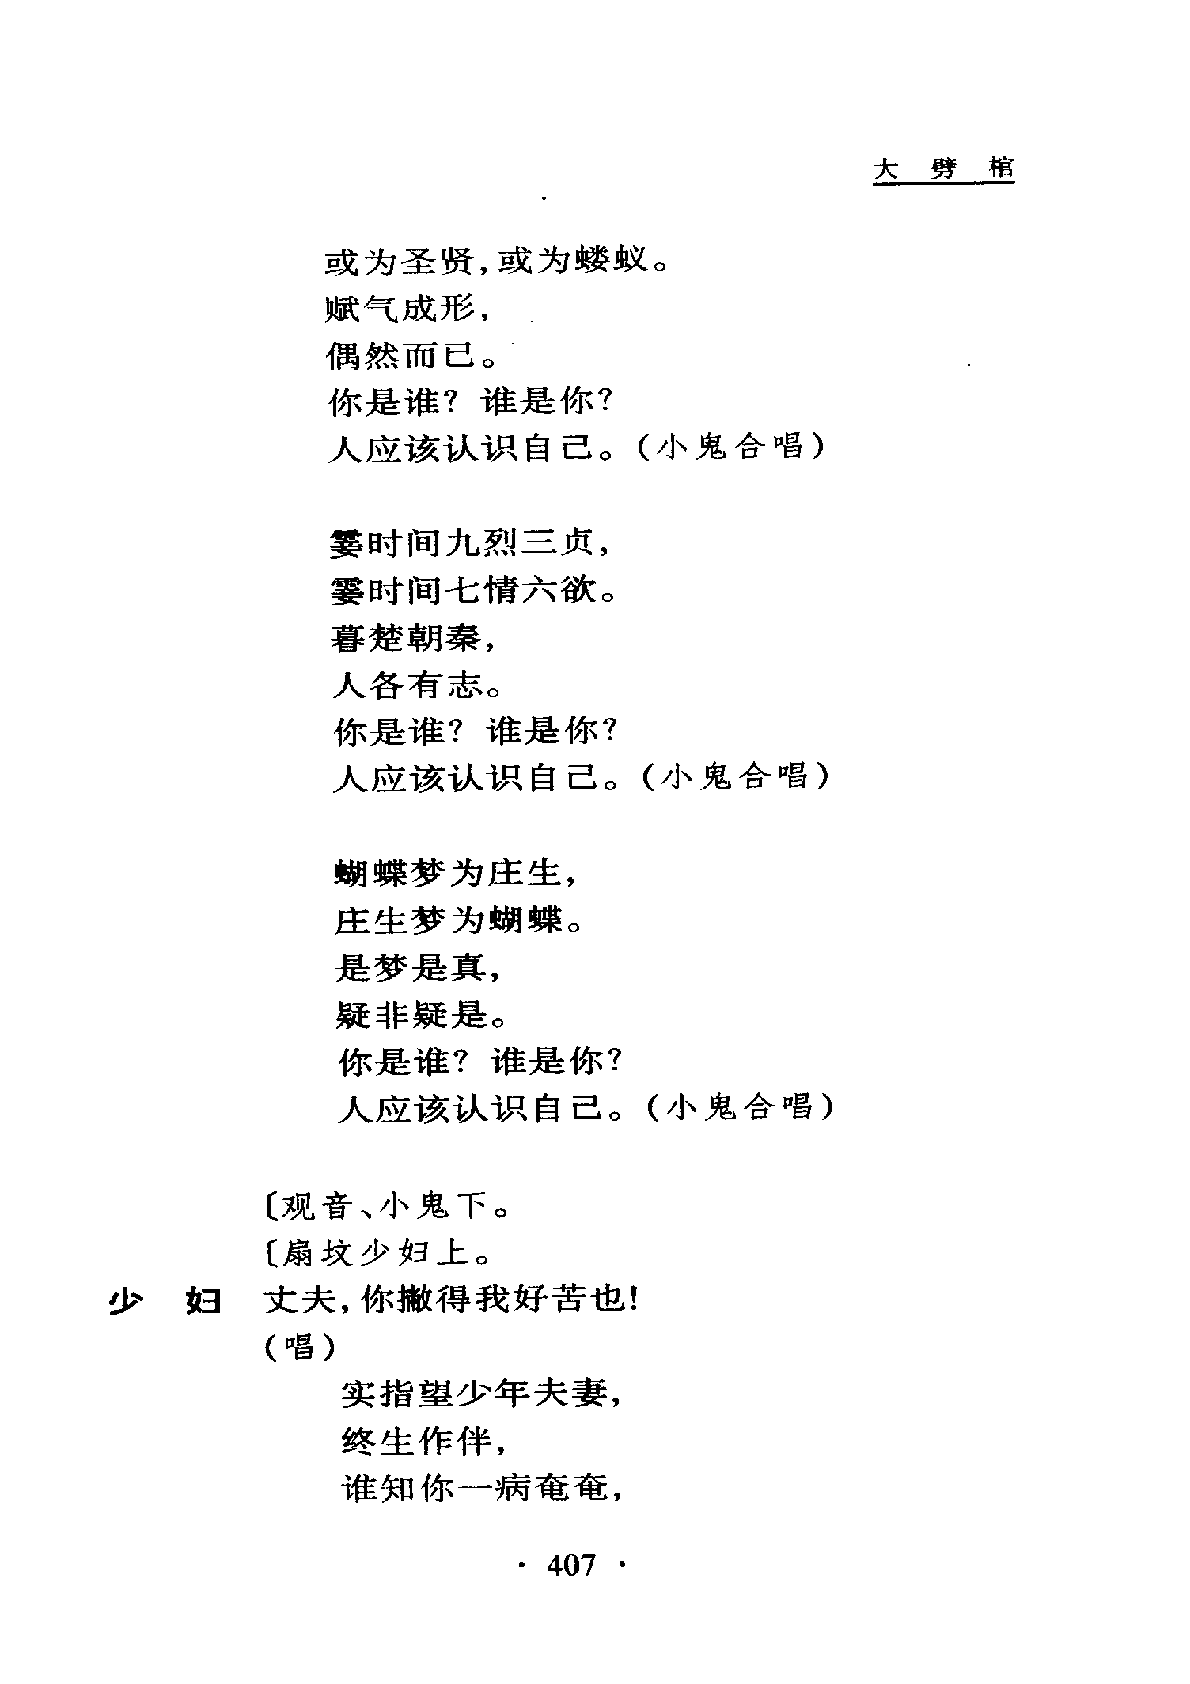 大 劈 棺
或为圣贤，或为蝼蚁。
赋气成形，
偶然而已。
你是谁？谁是你？
人应该认识自己。（小鬼合唱）
霎时间九烈三贞，
霎时间七情六欲。
暮楚朝秦，
人各有志。
你是谁？谁是你？
人应该认识自己。（小鬼合唱）
蝴蝶梦为庄生，
庄生梦为蝴蝶。
是梦是真，
疑非疑是。
你是谁？谁是你？
人应该认识自己。（小鬼合唱）
〔观音、小鬼下。
〔扇坟少妇上。
少 妇 丈夫，你撇得我好苦也！
（唱）
实指望少年夫妻，
终生作伴，
谁知你一病奄奄，
· 407 ·